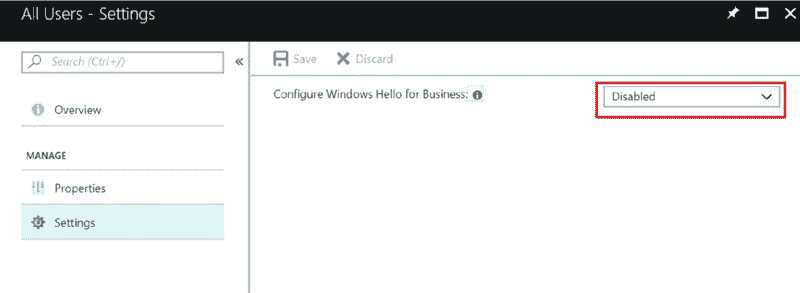 All Users - Settings
Search (Ctrl+/)
Save
Discard
Configure Windows Hello for Business:
Disabled
Overview
MANAGE
Properties
Settings